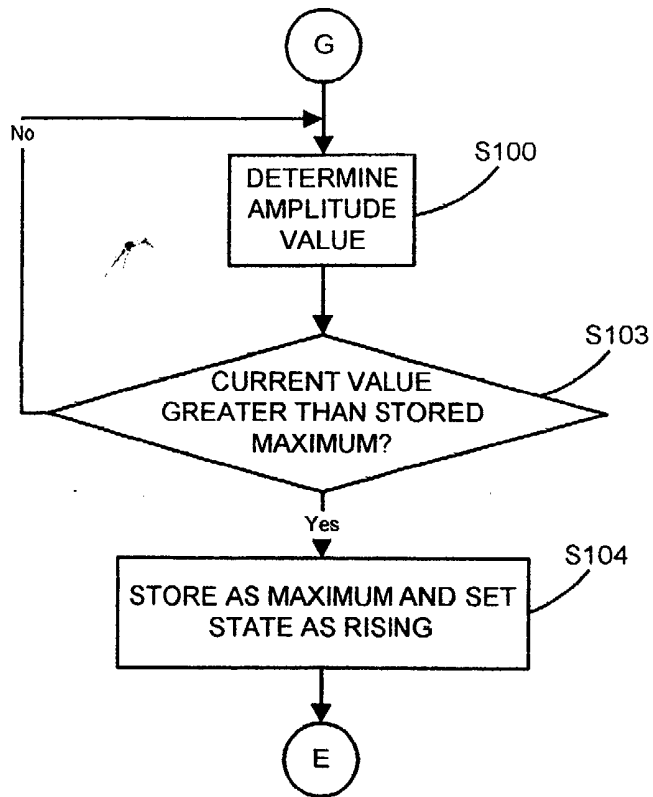 G
No
S100
DETERMINE
AMPLITUDE
VALUE
S103
CURRENT VALUE
GREATER THAN STORED
MAXIMUM?
Yes
S104
STORE AS MAXIMUM AND SET
STATE AS RISING
E